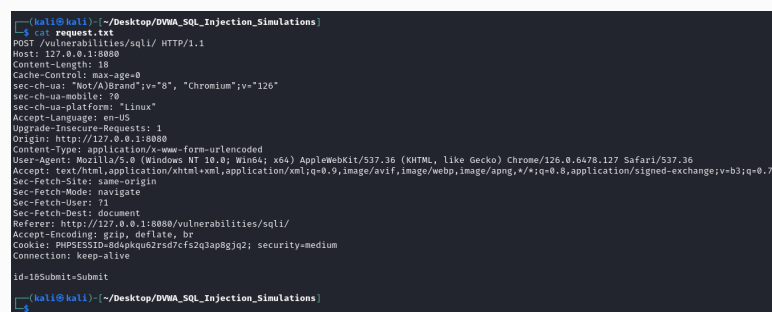 ┌──(kali㉿kali)-[~/Desktop/DVWA_SQL_Injection_Simulations]
└─$ cat request.txt
POST /vulnerabilities/sqli/ HTTP/1.1
Host: 127.0.0.1:8080
Content-Length: 18
Cache-Control: max-age=0
sec-ch-ua: "Not/A)Brand";v="8", "Chromium";v="126"
sec-ch-ua-mobile: ?0
sec-ch-ua-platform: "Linux"
Accept-Language: en-US
Upgrade-Insecure-Requests: 1
Origin: http://127.0.0.1:8080
Content-Type: application/x-www-form-urlencoded
User-Agent: Mozilla/5.0 (Windows NT 10.0; Win64; x64) AppleWebKit/537.36 (KHTML, like Gecko) Chrome/126.0.6478.127 Safari/537.36
Accept: text/html,application/xhtml+xml,application/xml;q=0.9,image/avif,image/webp,image/apng,*/*;q=0.8,application/signed-exchange;v=b3;q=0.7
Sec-Fetch-Site: same-origin
Sec-Fetch-Mode: navigate
Sec-Fetch-User: ?1
Sec-Fetch-Dest: document
Referer: http://127.0.0.1:8080/vulnerabilities/sqli/
Accept-Encoding: gzip, deflate, br
Cookie: PHPSESSID=8d4pkqu62rsd7cfs2q3ap8gjq2; security=medium
Connection: keep-alive

id=1&Submit=Submit

┌──(kali㉿kali)-[~/Desktop/DVWA_SQL_Injection_Simulations]
└─$